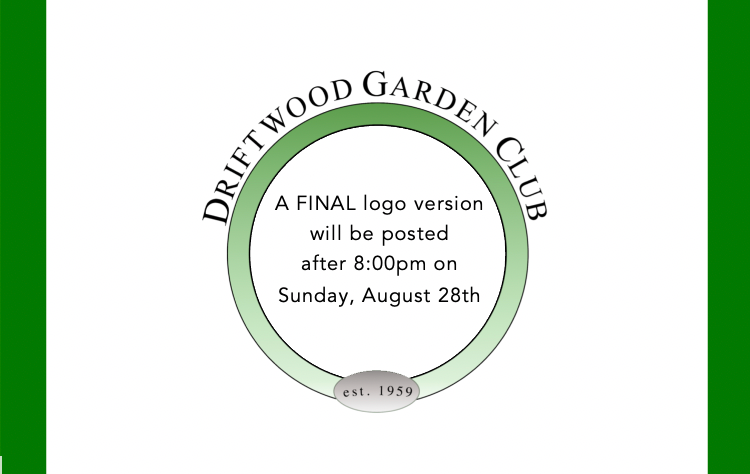 DRIFTWOOD GARDEN CLUB
A FINAL logo version
will be posted
after 8:00pm on
Sunday, August 28th
est. 1959